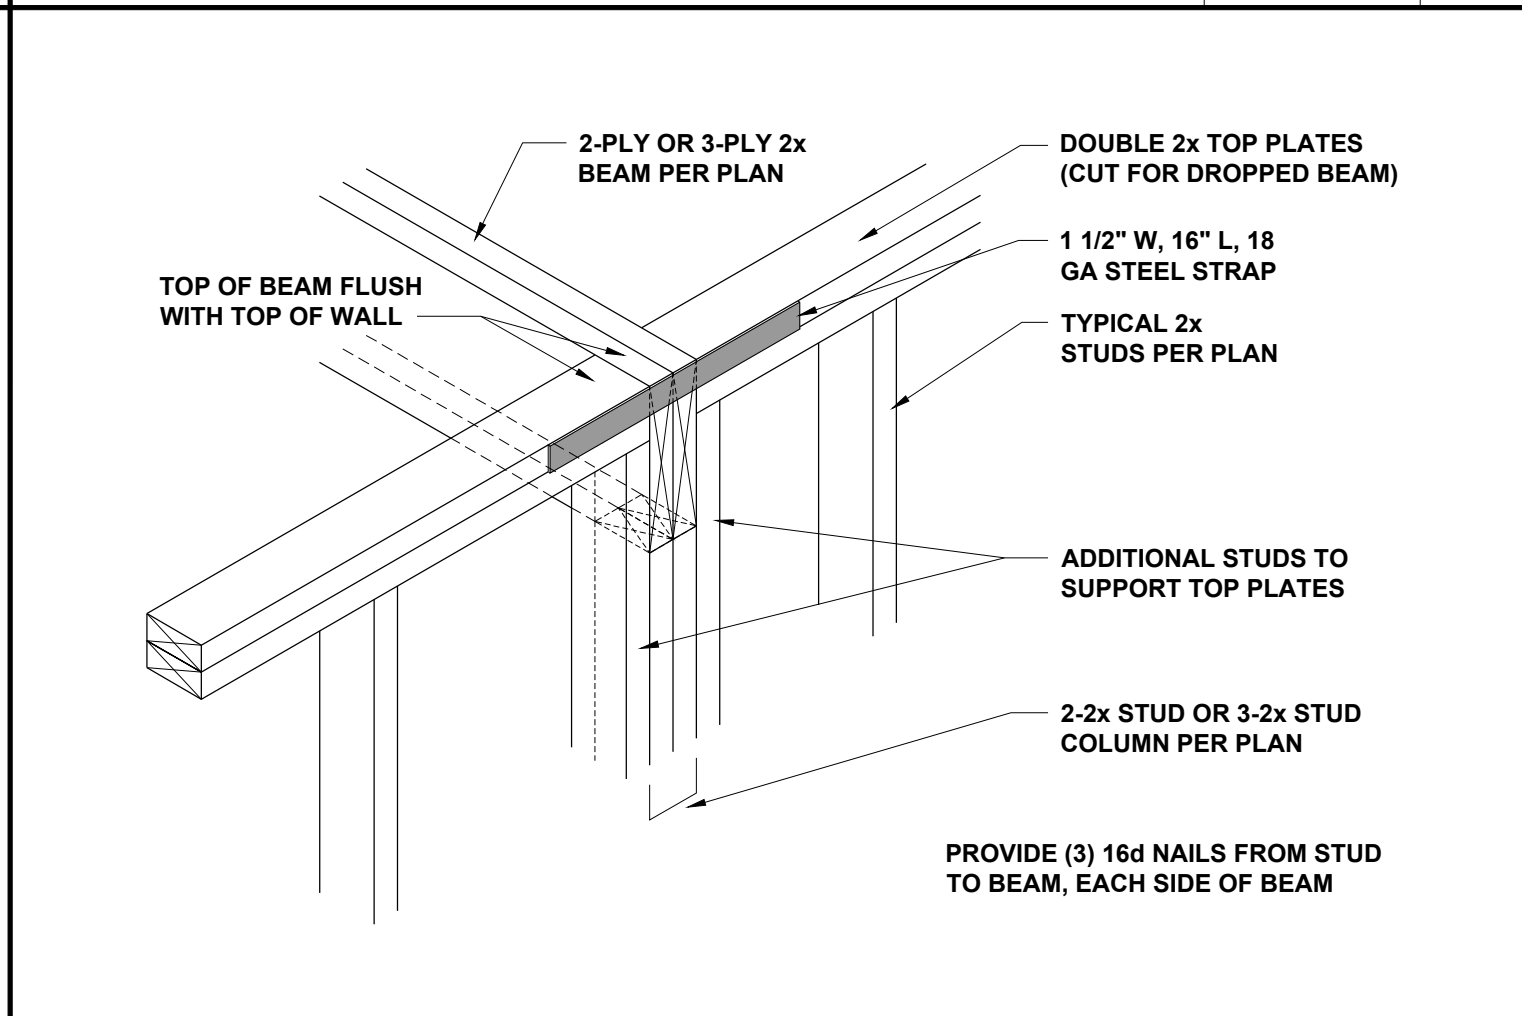 2-PLY OR 3-PLY 2x
BEAM PER PLAN
DOUBLE 2x TOP PLATES
(CUT FOR DROPPED BEAM)
1 1/2" W, 16" L, 18
GA STEEL STRAP
TOP OF BEAM FLUSH
WITH TOP OF WALL
TYPICAL 2x
STUDS PER PLAN
ADDITIONAL STUDS TO
SUPPORT TOP PLATES
2-2x STUD OR 3-2x STUD
COLUMN PER PLAN
PROVIDE (3) 16d NAILS FROM STUD
TO BEAM, EACH SIDE OF BEAM